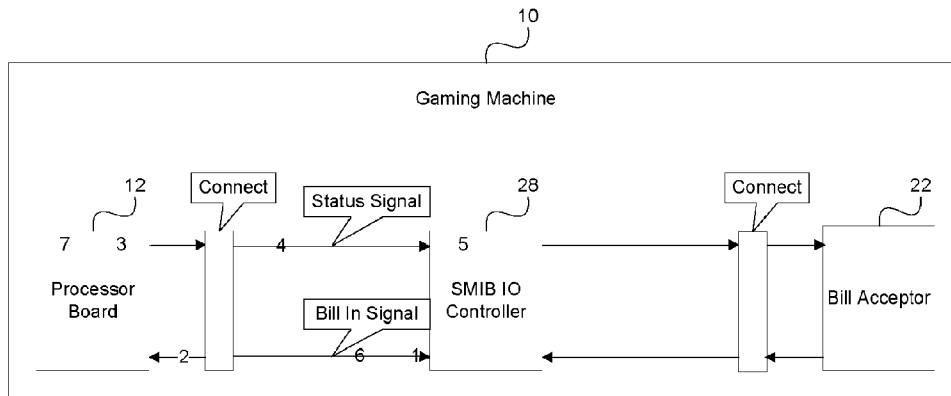 10
Gaming Machine
12
Connect
Status Signal
28
Connect
22
7 3
4
5
Processor
Board
SMIB IO
Controller
Bill Acceptor
Bill In Signal
2
6 1